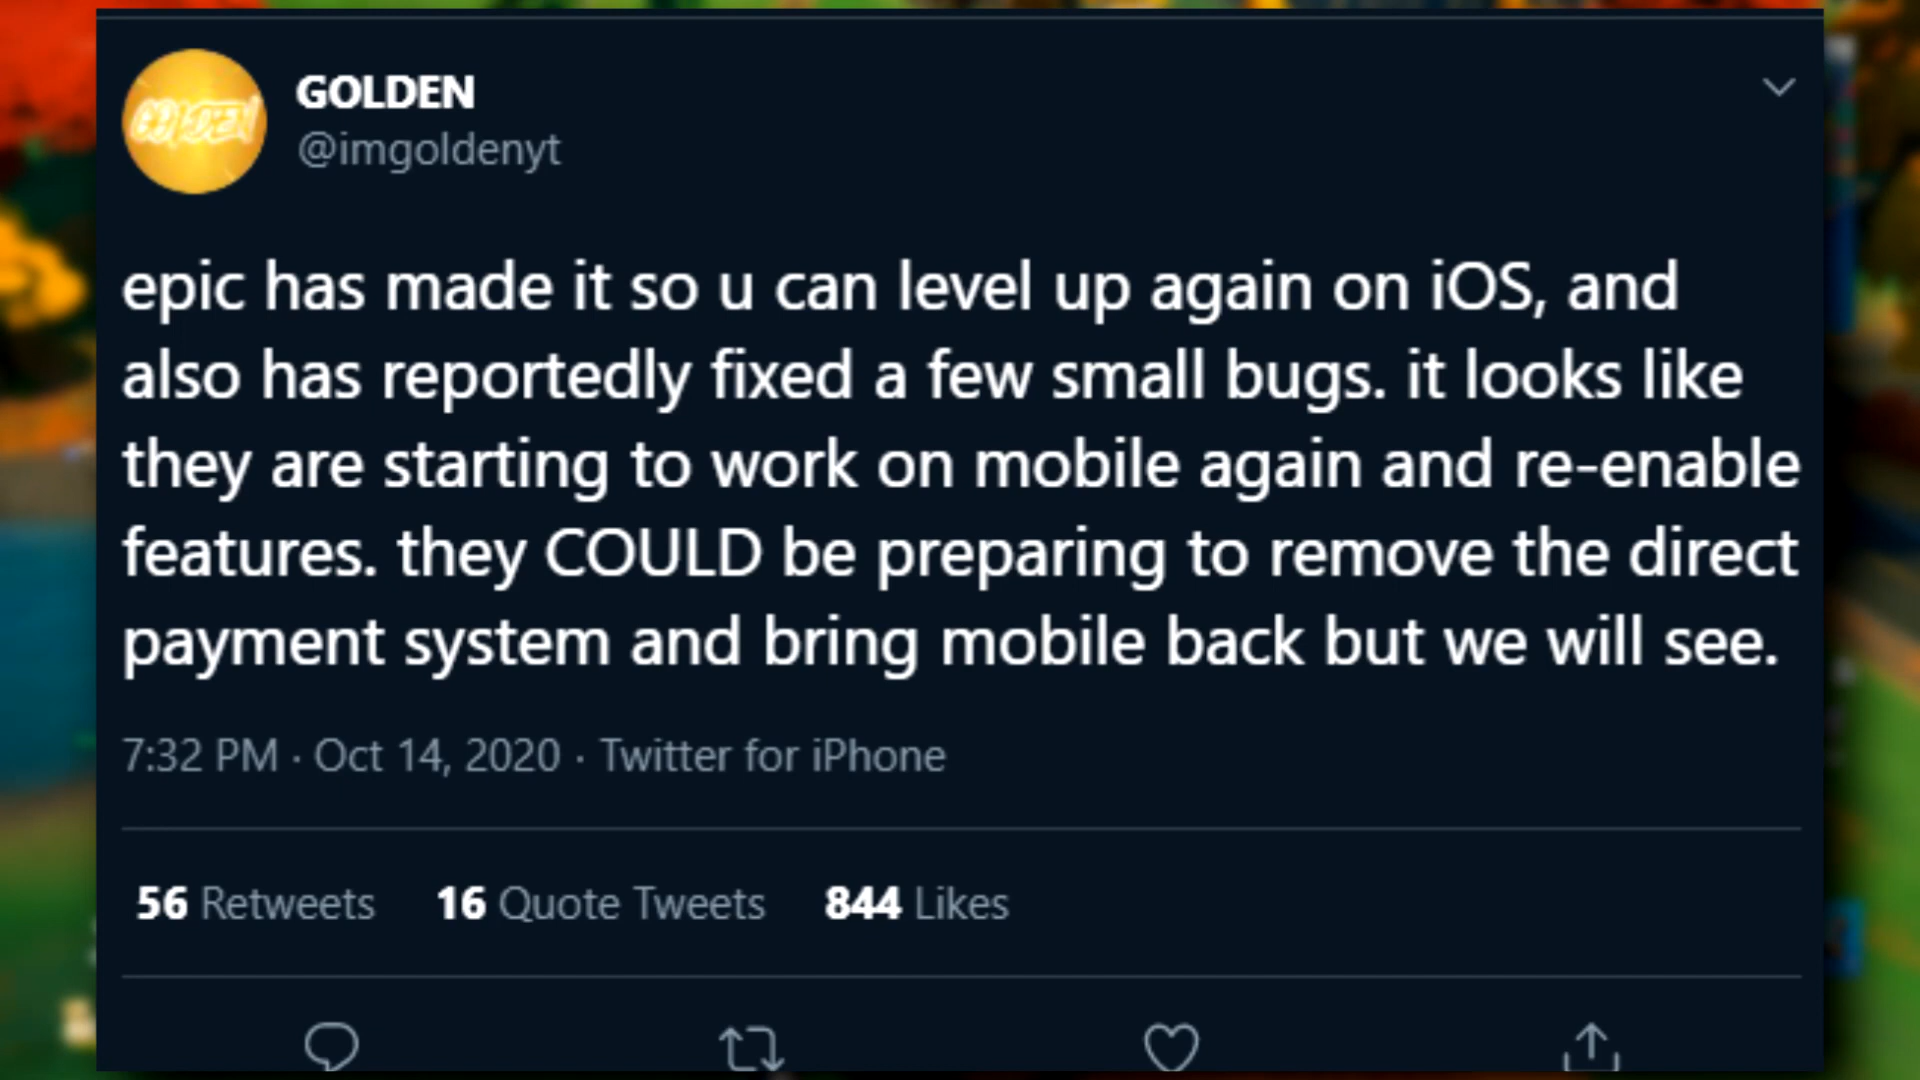 GOLDEN
GOLDEN
@imgoldenyt
epic has made it so u can level up again on iOS, and
also has reportedly fixed a few small bugs. it looks like
they are starting to work on mobile again and re-enable
features. they COULD be preparing to remove the direct
payment system and bring mobile back but we will see.
7:32 PM · Oct 14, 2020 · Twitter for iPhone
56 Retweets 16 Quote Tweets 844 Likes